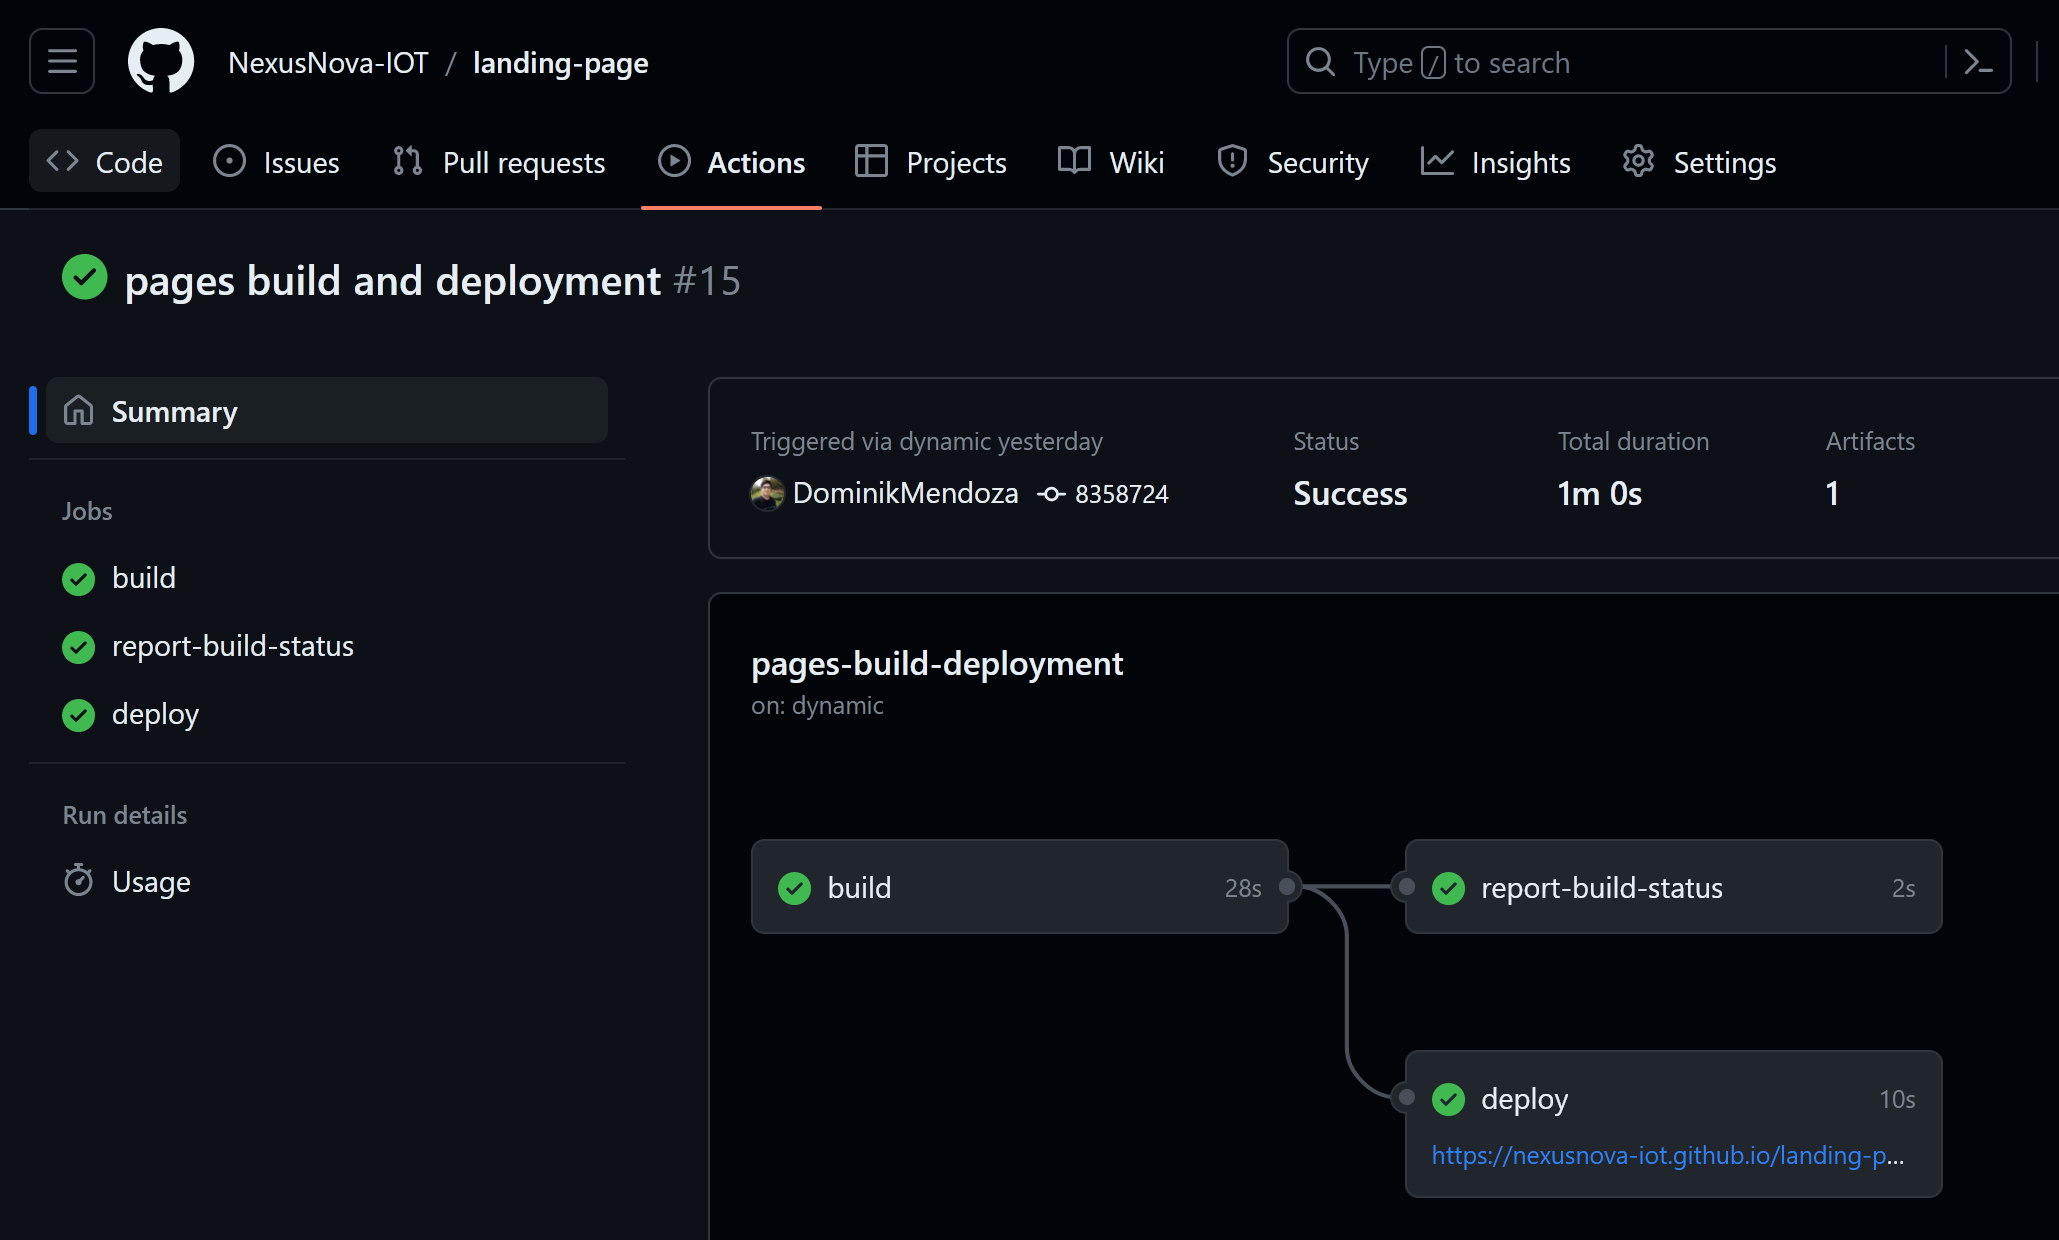 NexusNova-IOT / landing-page
Type / to search
Code Issues Pull requests Actions Projects Wiki Security Insights Settings
pages build and deployment #15
Summary
Jobs
build
report-build-status
deploy
Run details
Usage
Triggered via dynamic yesterday
DominikMendoza 8358724
Status
Success
Total duration
1m 0s
Artifacts
1
pages-build-deployment
on: dynamic
build 28s
report-build-status 2s
deploy 10s
https://nexusnova-iot.github.io/landing-p...